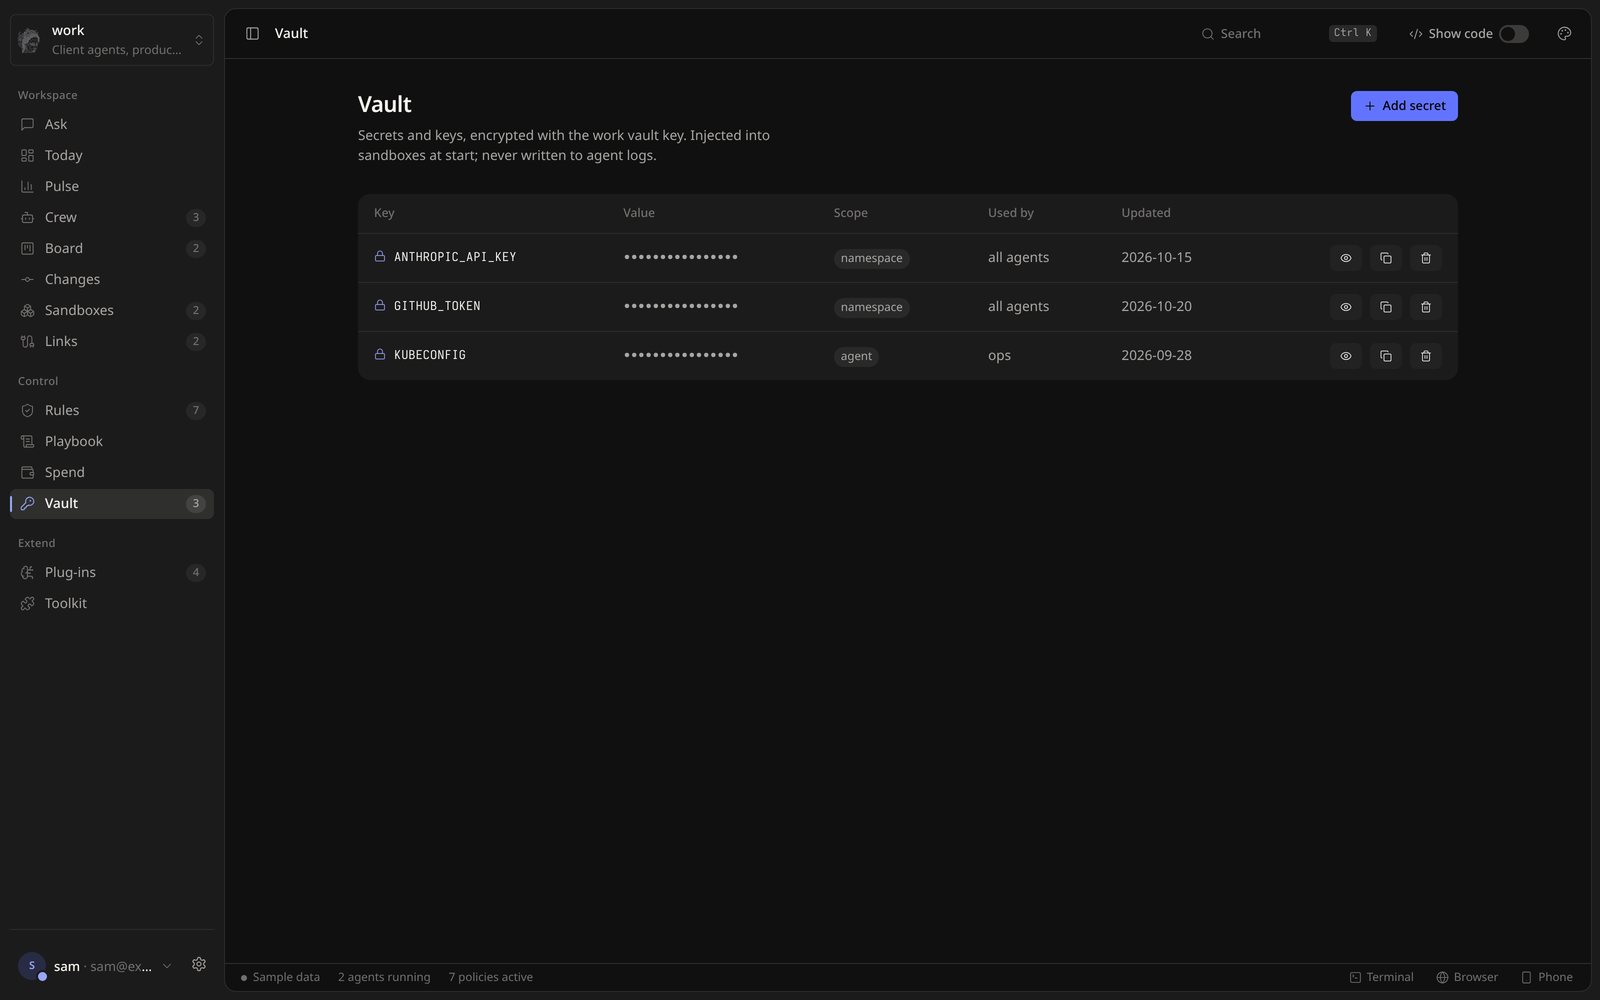 work
Client agents, produc...
Workspace
Ask
Today
Pulse
Crew 3
Board 2
Changes
Sandboxes 2
Links 2
Control
Rules 7
Playbook
Spend
Vault 3
Extend
Plug-ins 4
Toolkit
S sam · sam@ex...
Vault
Search Ctrl K
Show code
Vault
Add secret
Secrets and keys, encrypted with the work vault key. Injected into
sandboxes at start; never written to agent logs.
Key Value Scope Used by Updated
ANTHROPIC_API_KEY •••••••••••••••• namespace all agents 2026-10-15
GITHUB_TOKEN •••••••••••••••• namespace all agents 2026-10-20
KUBECONFIG •••••••••••••••• agent ops 2026-09-28
Sample data 2 agents running 7 policies active
Terminal Browser Phone